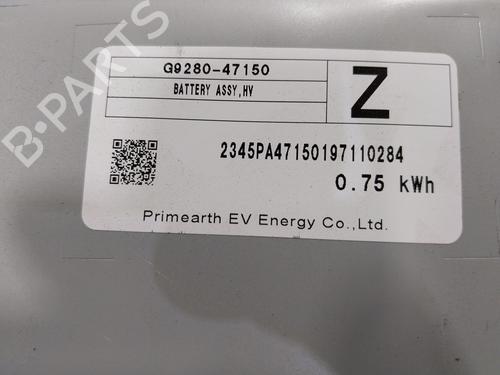 B-PARTS
G9280-47150
BATTERY ASSY,HV
Z
2345PA47150197110284
0.75 kWh
Primearth EV Energy Co.,Ltd.